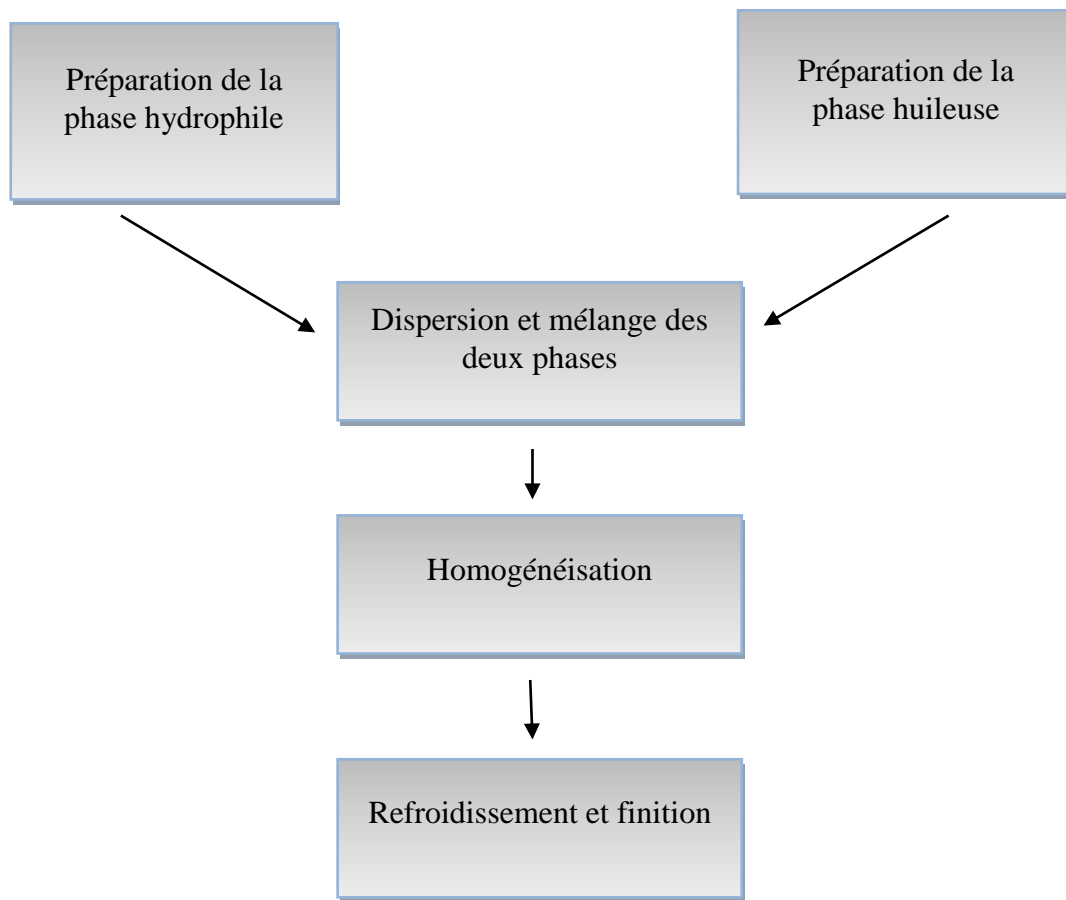 Préparation de la
phase hydrophile
Préparation de la
phase huileuse
Dispersion et mélange des
deux phases
Homogénéisation
Refroidissement et finition